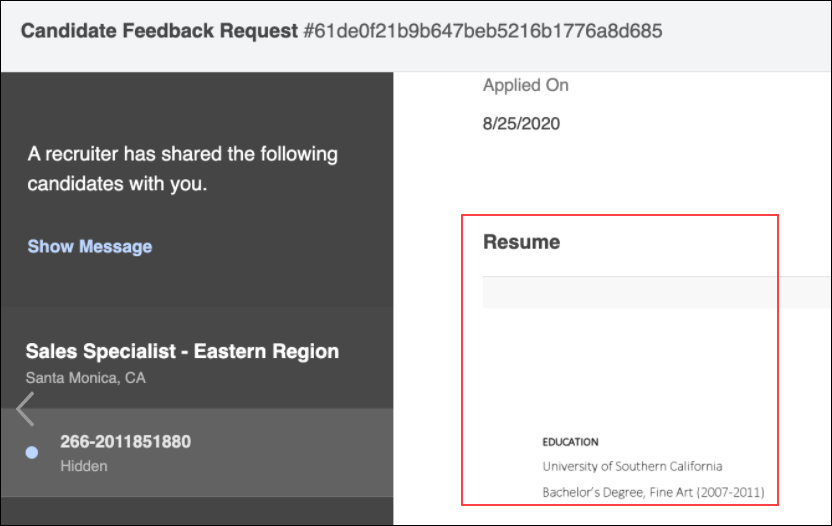 Candidate Feedback Request #61de0f21b9b647beb5216b1776a8d685
A recruiter has shared the following
candidates with you.
Show Message
Sales Specialist - Eastern Region
Santa Monica, CA
266-2011851880
Hidden
Applied On
8/25/2020
Resume
EDUCATION
University of Southern California
Bachelor's Degree, Fine Art (2007-2011)